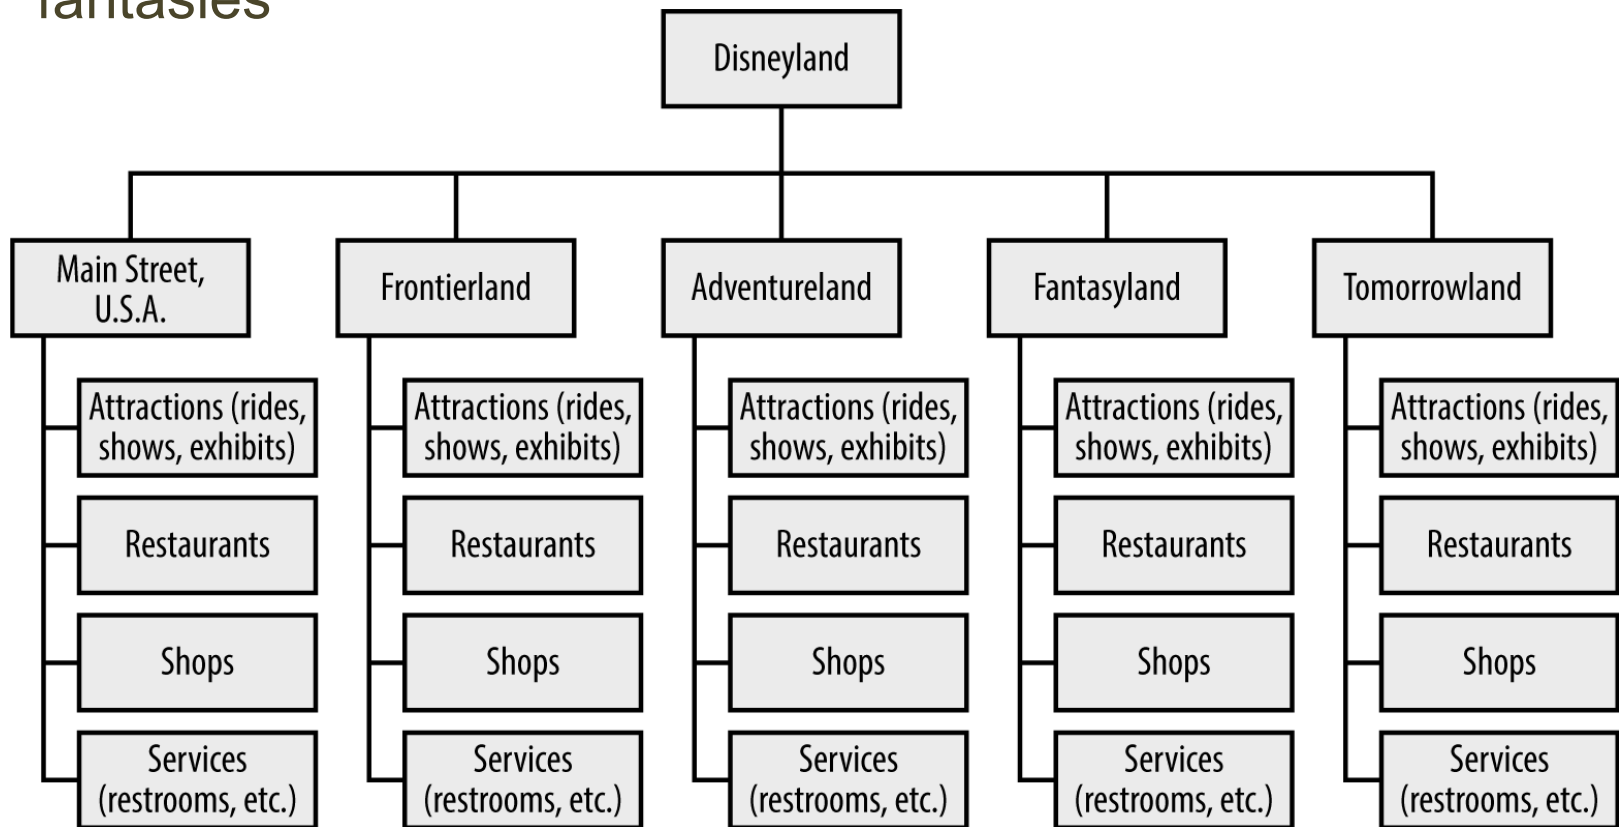 fantasies
Disneyland
Main Street,
U.S.A.
Frontierland
Adventureland
Fantasyland
Tomorrowland
Attractions (rides,
shows, exhibits)
Attractions (rides,
shows, exhibits)
Attractions (rides,
shows, exhibits)
Attractions (rides,
shows, exhibits)
Attractions (rides,
shows, exhibits)
Restaurants
Restaurants
Restaurants
Restaurants
Restaurants
Shops
Shops
Shops
Shops
Shops
Services
(restrooms, etc.)
Services
(restrooms, etc.)
Services
(restrooms, etc.)
Services
(restrooms, etc.)
Services
(restrooms, etc.)